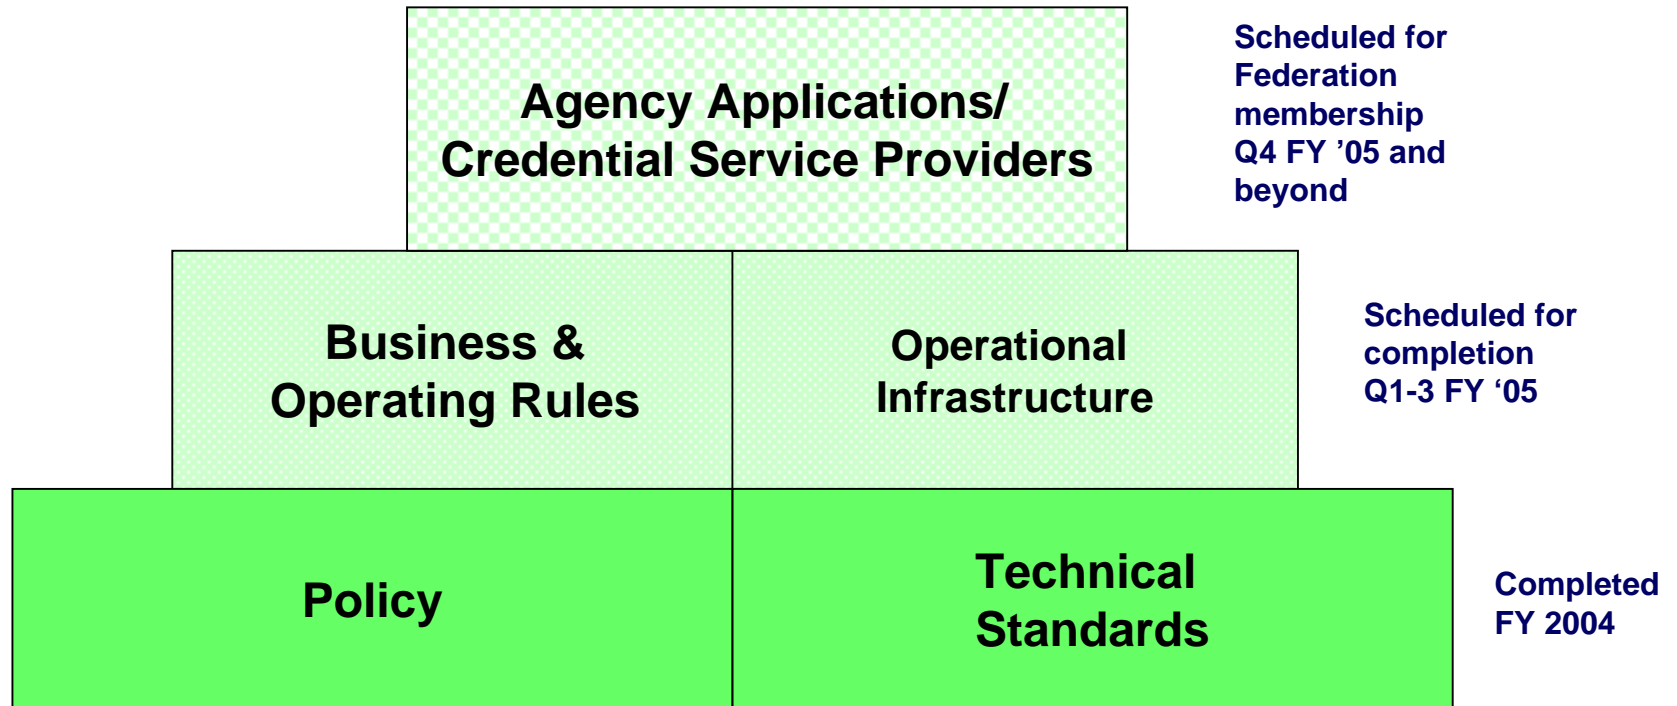 Agency Applications/
Credential Service Providers
Scheduled for
Federation
membership
Q4 FY ’05 and
beyond
Business &
Operating Rules
Operational
Infrastructure
Scheduled for
completion
Q1-3 FY ‘05
Policy
Technical
Standards
Completed
FY 2004